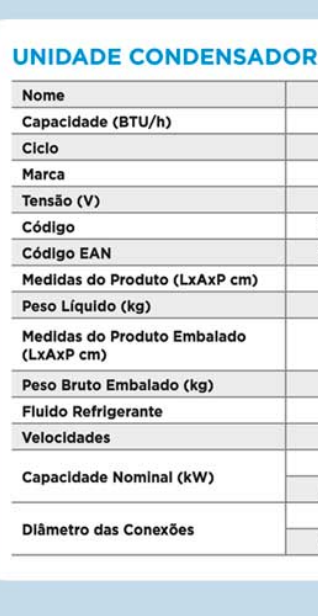 UNIDADE CONDENSADOR
Nome
Capacidade (BTU/h)
Ciclo
Marca
Tensão (V)
Código
Código EAN
Medidas do Produto (LxAxP cm)
Peso Líquido (kg)
Medidas do Produto Embalado
(LxAxP cm)
Peso Bruto Embalado (kg)
Fluido Refrigerante
Velocidades
Capacidade Nominal (kW)
Diâmetro das Conexões